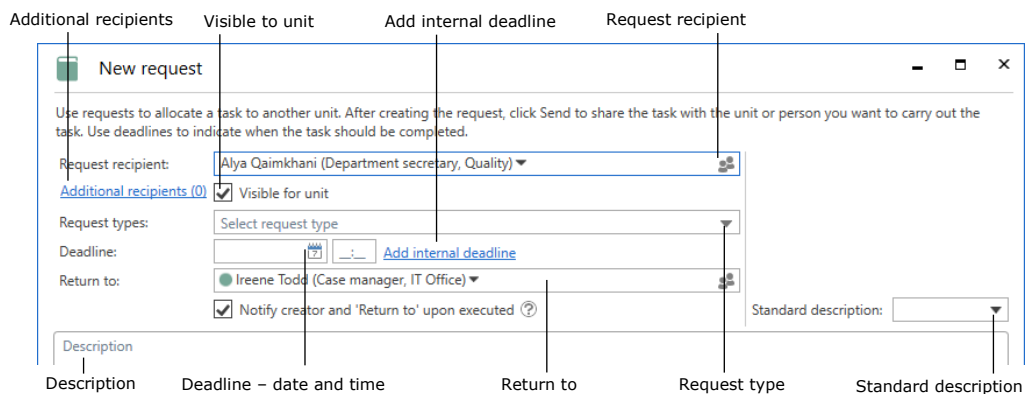 Additional recipients Visible to unit Add internal deadline Request recipient
New request
Use requests to allocate a task to another unit. After creating the request, click Send to share the task with the unit or person you want to carry out the
task. Use deadlines to indicate when the task should be completed.
Request recipient: Alya Qaimkhani (Department secretary, Quality)
Additional recipients (0) Visible for unit
Request types: Select request type
Deadline: 7 _:_ Add internal deadline
Return to: Ireene Todd (Case manager, IT Office)
Notify creator and 'Return to' upon executed ? Standard description:
Description
Description Deadline – date and time Return to Request type Standard description